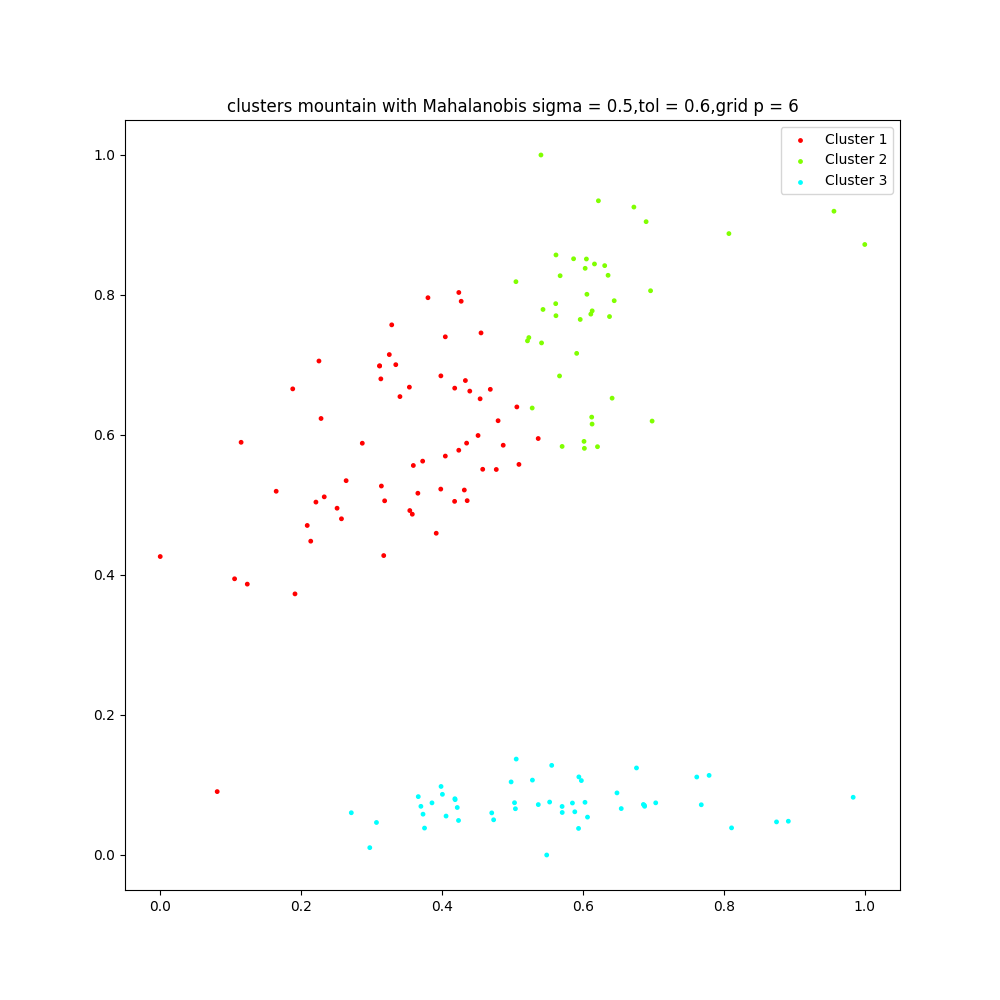 clusters mountain with Mahalanobis sigma = 0.5,tol = 0.6,grid p = 6
Cluster 1
Cluster 2
Cluster 3
1.0
0.8
0.6
0.4
0.2
0.0
0.0 0.2 0.4 0.6 0.8 1.0